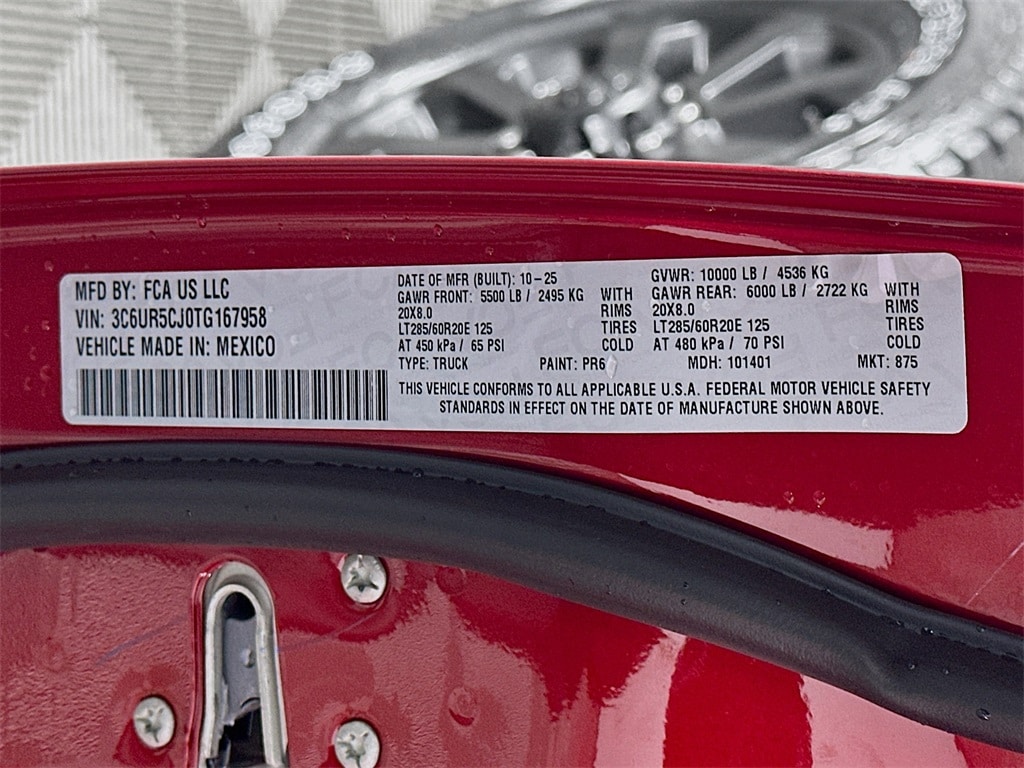 MFD BY: FCA US LLC
VIN: 3C6UR5CJ0TG167958
VEHICLE MADE IN: MEXICO
DATE OF MFR (BUILT): 10-25
GAWR FRONT: 5500 LB / 2495 KG WITH
20X8.0 RIMS
LT285/60R20E 125 TIRES
AT 450 kPa / 65 PSI COLD
GVWR: 10000 LB / 4536 KG
GAWR REAR: 6000 LB / 2722 KG WITH
20X8.0 RIMS
LT285/60R20E 125 TIRES
AT 480 kPa / 70 PSI COLD
TYPE: TRUCK PAINT: PR6 MDH: 101401 MKT: 875
THIS VEHICLE CONFORMS TO ALL APPLICABLE U.S.A. FEDERAL MOTOR VEHICLE SAFETY
STANDARDS IN EFFECT ON THE DATE OF MANUFACTURE SHOWN ABOVE.